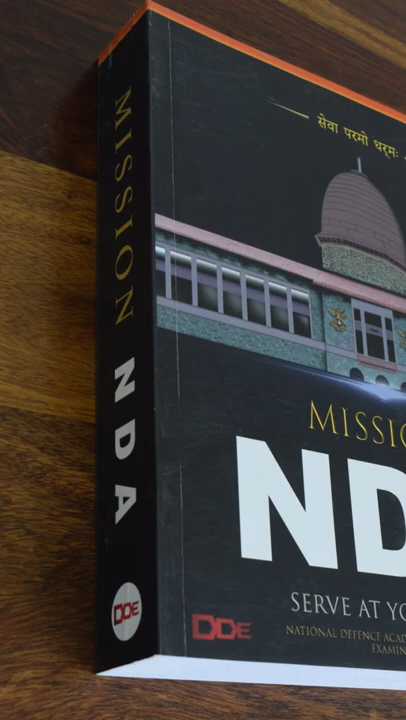 MISSION NDA
DDE
सेवा परमो धर्मः
MISSIO
ND
SERVE AT YO
DDE
NATIONAL DEFENCE ACAD
EXAMIN